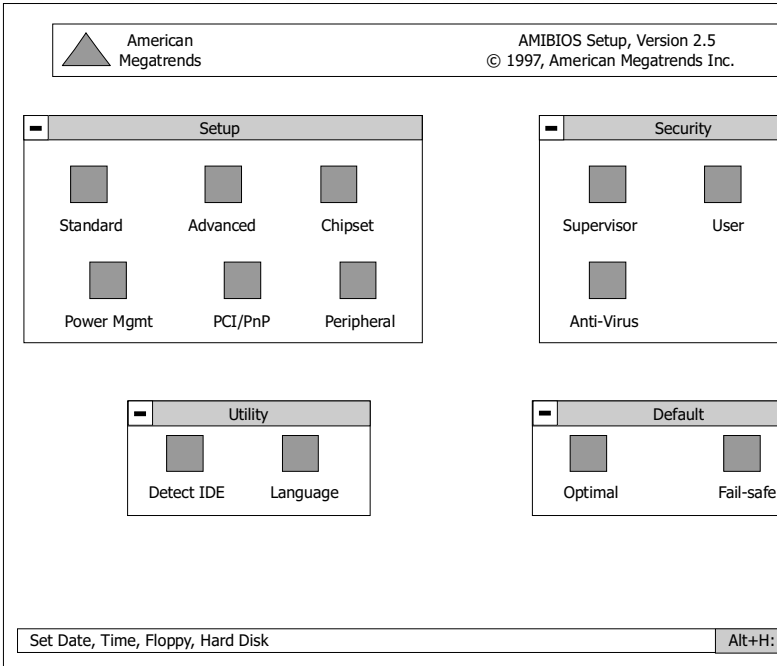 American
Megatrends
AMIBIOS Setup, Version 2.5
© 1997, American Megatrends Inc.
Setup
Standard Advanced Chipset
Power Mgmt PCI/PnP Peripheral
Security
Supervisor User
Anti-Virus
Utility
Detect IDE Language
Default
Optimal Fail-safe
Set Date, Time, Floppy, Hard Disk
Alt+H: